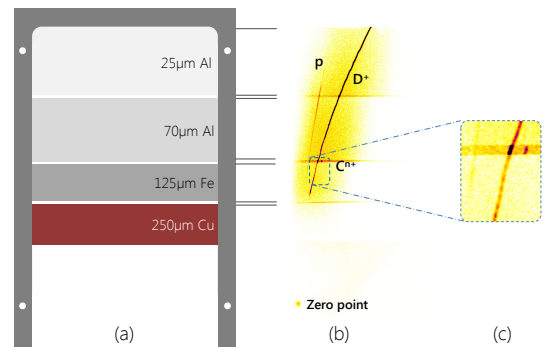 25μm Al
70μm Al
125μm Fe
250μm Cu
(a)
p
D⁺
Cⁿ⁺
Zero point
(b)
(c)